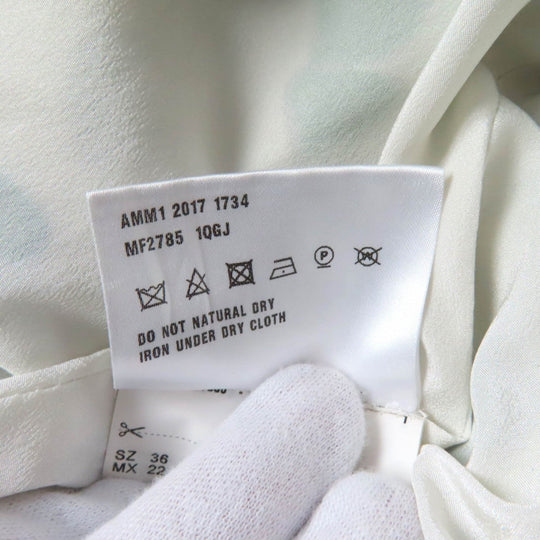 AMM1 2017 1734
MF2785 1QGJ
P W
DO NOT NATURAL DRY
IRON UNDER DRY CLOTH
SZ 36
MX 22